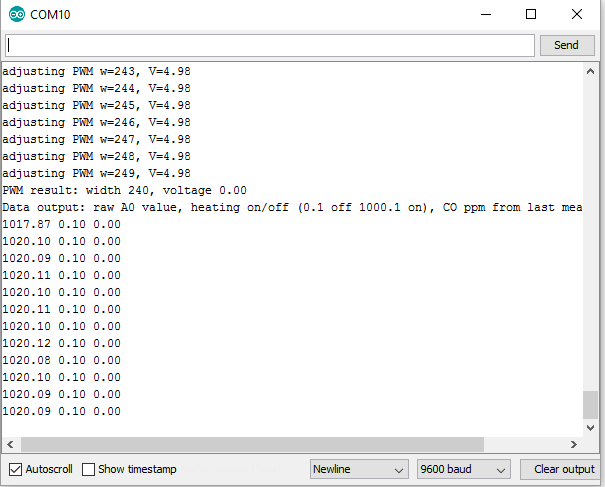 COM10
Send
adjusting PWM w=243, V=4.98
adjusting PWM w=244, V=4.98
adjusting PWM w=245, V=4.98
adjusting PWM w=246, V=4.98
adjusting PWM w=247, V=4.98
adjusting PWM w=248, V=4.98
adjusting PWM w=249, V=4.98
PWM result: width 240, voltage 0.00
Data output: raw A0 value, heating on/off (0.1 off 1000.1 on), CO ppm from last mea
1017.87 0.10 0.00
1020.10 0.10 0.00
1020.09 0.10 0.00
1020.11 0.10 0.00
1020.10 0.10 0.00
1020.11 0.10 0.00
1020.10 0.10 0.00
1020.12 0.10 0.00
1020.08 0.10 0.00
1020.10 0.10 0.00
1020.09 0.10 0.00
1020.09 0.10 0.00
Autoscroll Show timestamp Newline 9600 baud Clear output